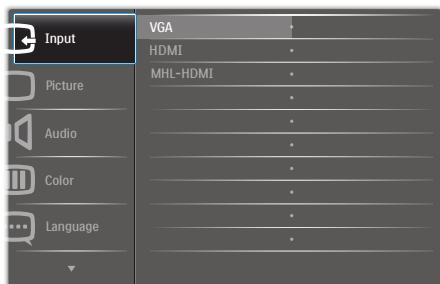 Input
Picture
Audio
Color
Language
VGA
HDMI
MHL-HDMI